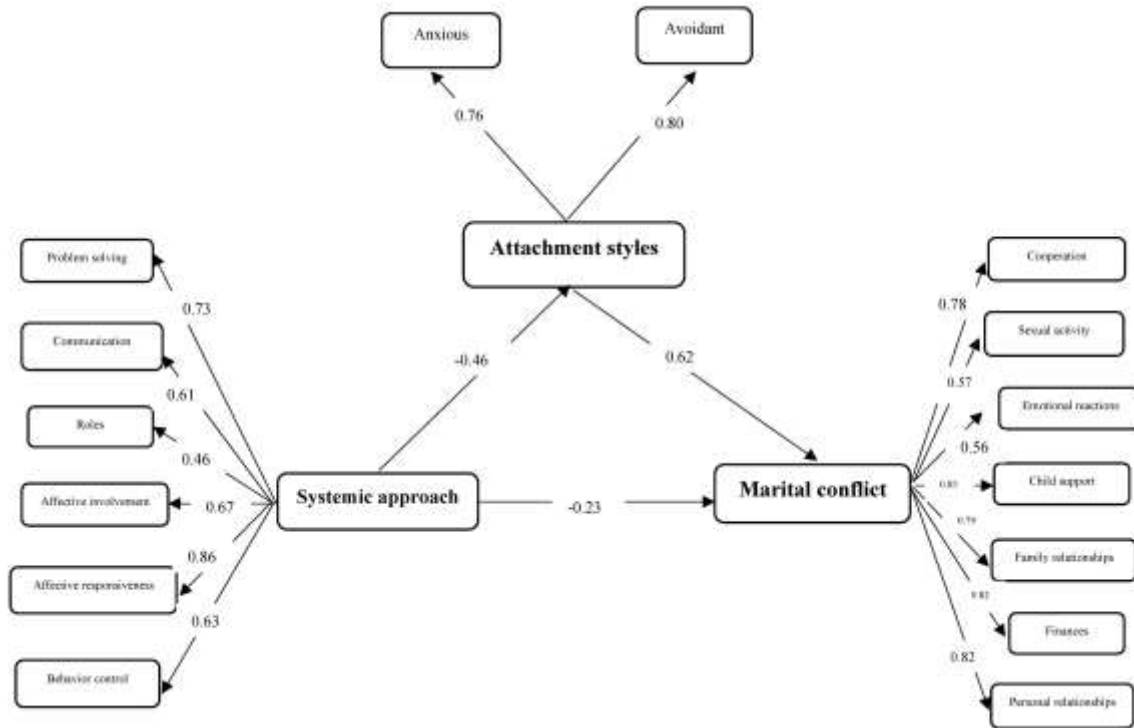 Anxious
Avoidant
0.76
0.80
Attachment styles
Problem solving
Cooperation
0.73
0.78
Communication
Sexual activity
-0.46
0.62
0.57
0.61
Roles
Emotional reactions
0.46
0.56
Systemic approach
Marital conflict
Affective involvement
0.67
Child support
-0.23
0.86
0.79
Affective responsiveness
Family relationships
0.63
Finances
0.82
Behavior control
Personal relationships